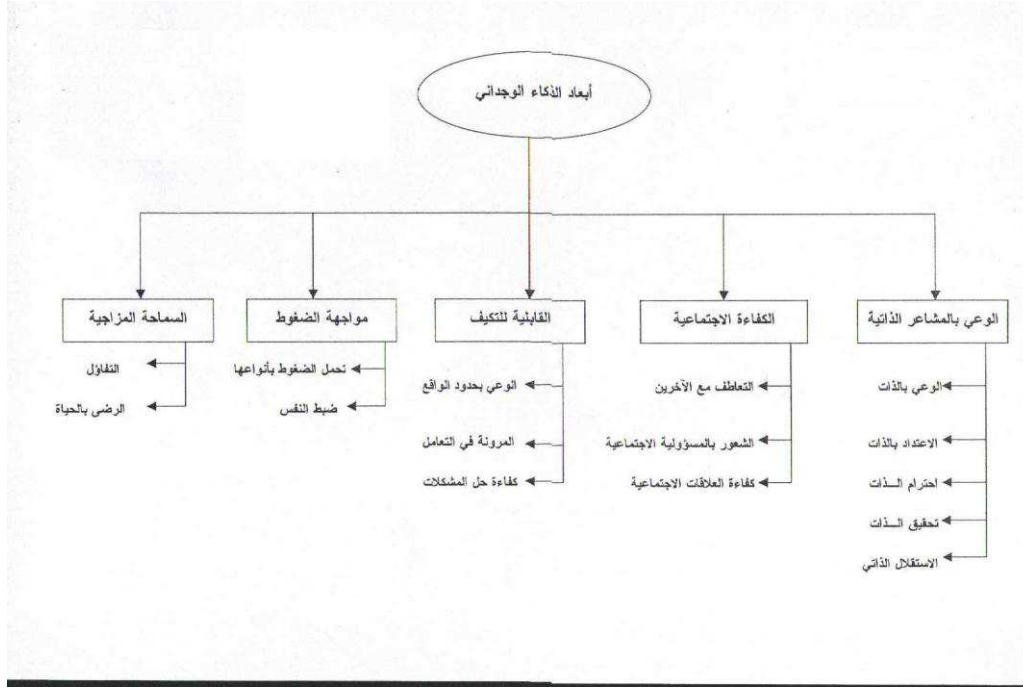 أبعاد الذكاء الوجداني
الوعي بالمشاعر الذاتية
الوعي بالذات
الاعتداد بالذات
احترام الــذات
تحقيق الــذات
الاستقلال الذاتي
الكفاءة الاجتماعية
التعاطف مع الآخرين
الشعور بالمسؤولية الاجتماعية
كفاءة العلاقات الاجتماعية
القابلية للتكيف
الوعي بحدود الواقع
المرونة في التعامل
كفاءة حل المشكلات
مواجهة الضغوط
تحمل الضغوط بأنواعها
ضبط النفس
السماحة المزاجية
التفاؤل
الرضى بالحياة